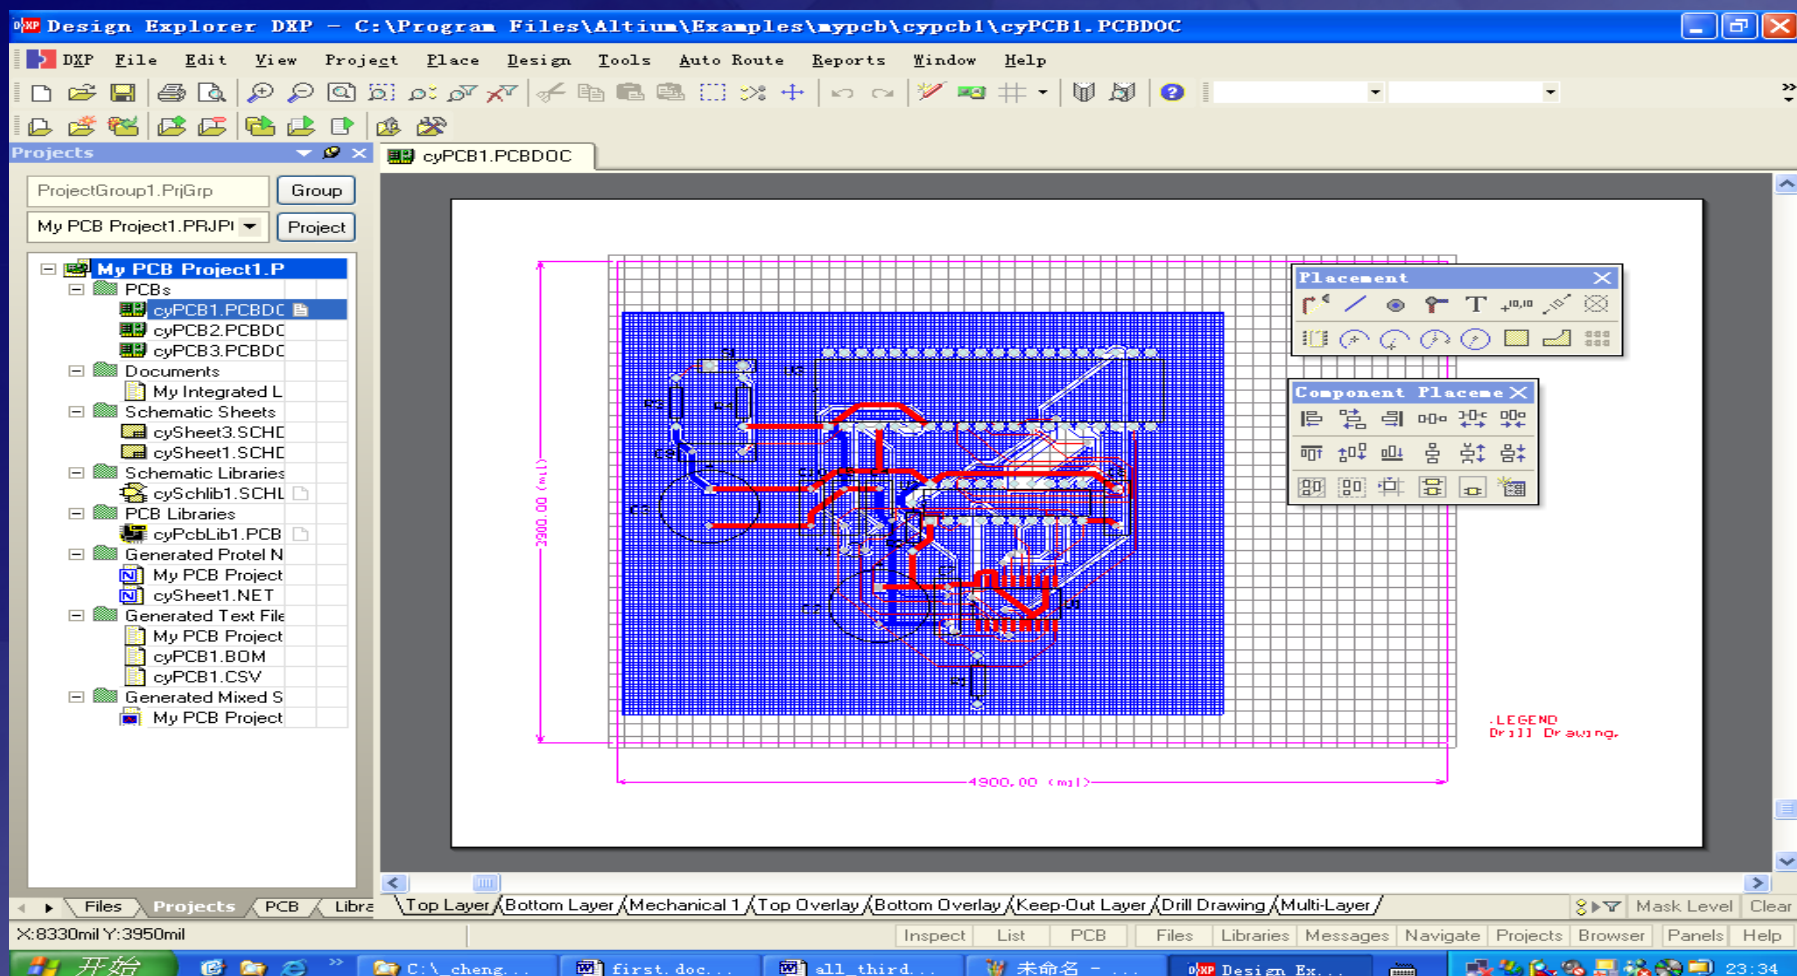 Design Explorer DXP - C:\Program Files\Altium\Examples\mypcb\cypcb1\cyPCB1.PCBDOC
DXP File Edit View Project Place Design Tools Auto Route Reports Window Help
Projects
cyPCB1.PCBDOC
ProjectGroup1.PrjGrp Group
My PCB Project1.PRJP Project
My PCB Project1.P
PCBs
cyPCB1.PCBDC
cyPCB2.PCBDC
cyPCB3.PCBDC
Documents
My Integrated L
Schematic Sheets
cySheet3.SCHD
cySheet1.SCHD
Schematic Libraries
cySchlib1.SCHL
PCB Libraries
cyPcbLib1.PCB
Generated Protel N
My PCB Project
cySheet1.NET
Generated Text File
My PCB Project
cyPCB1.BOM
cyPCB1.CSV
Generated Mixed S
My PCB Project
Placement
T +10,10
Component Placeme
3900.00 (mil)
4900.00 (mil)
.LEGEND
Drill Drawing.
Files Projects PCB Libra
Top Layer Bottom Layer Mechanical 1 Top Overlay Bottom Overlay Keep-Out Layer Drill Drawing Multi-Layer
Mask Level Clear
X:8330mil Y:3950mil
Inspect List PCB Files Libraries Messages Navigate Projects Browser Panels Help
开始 C:\_cheng... first.doc... all_third... 未命名 - ... DXP Design Ex... 23:34